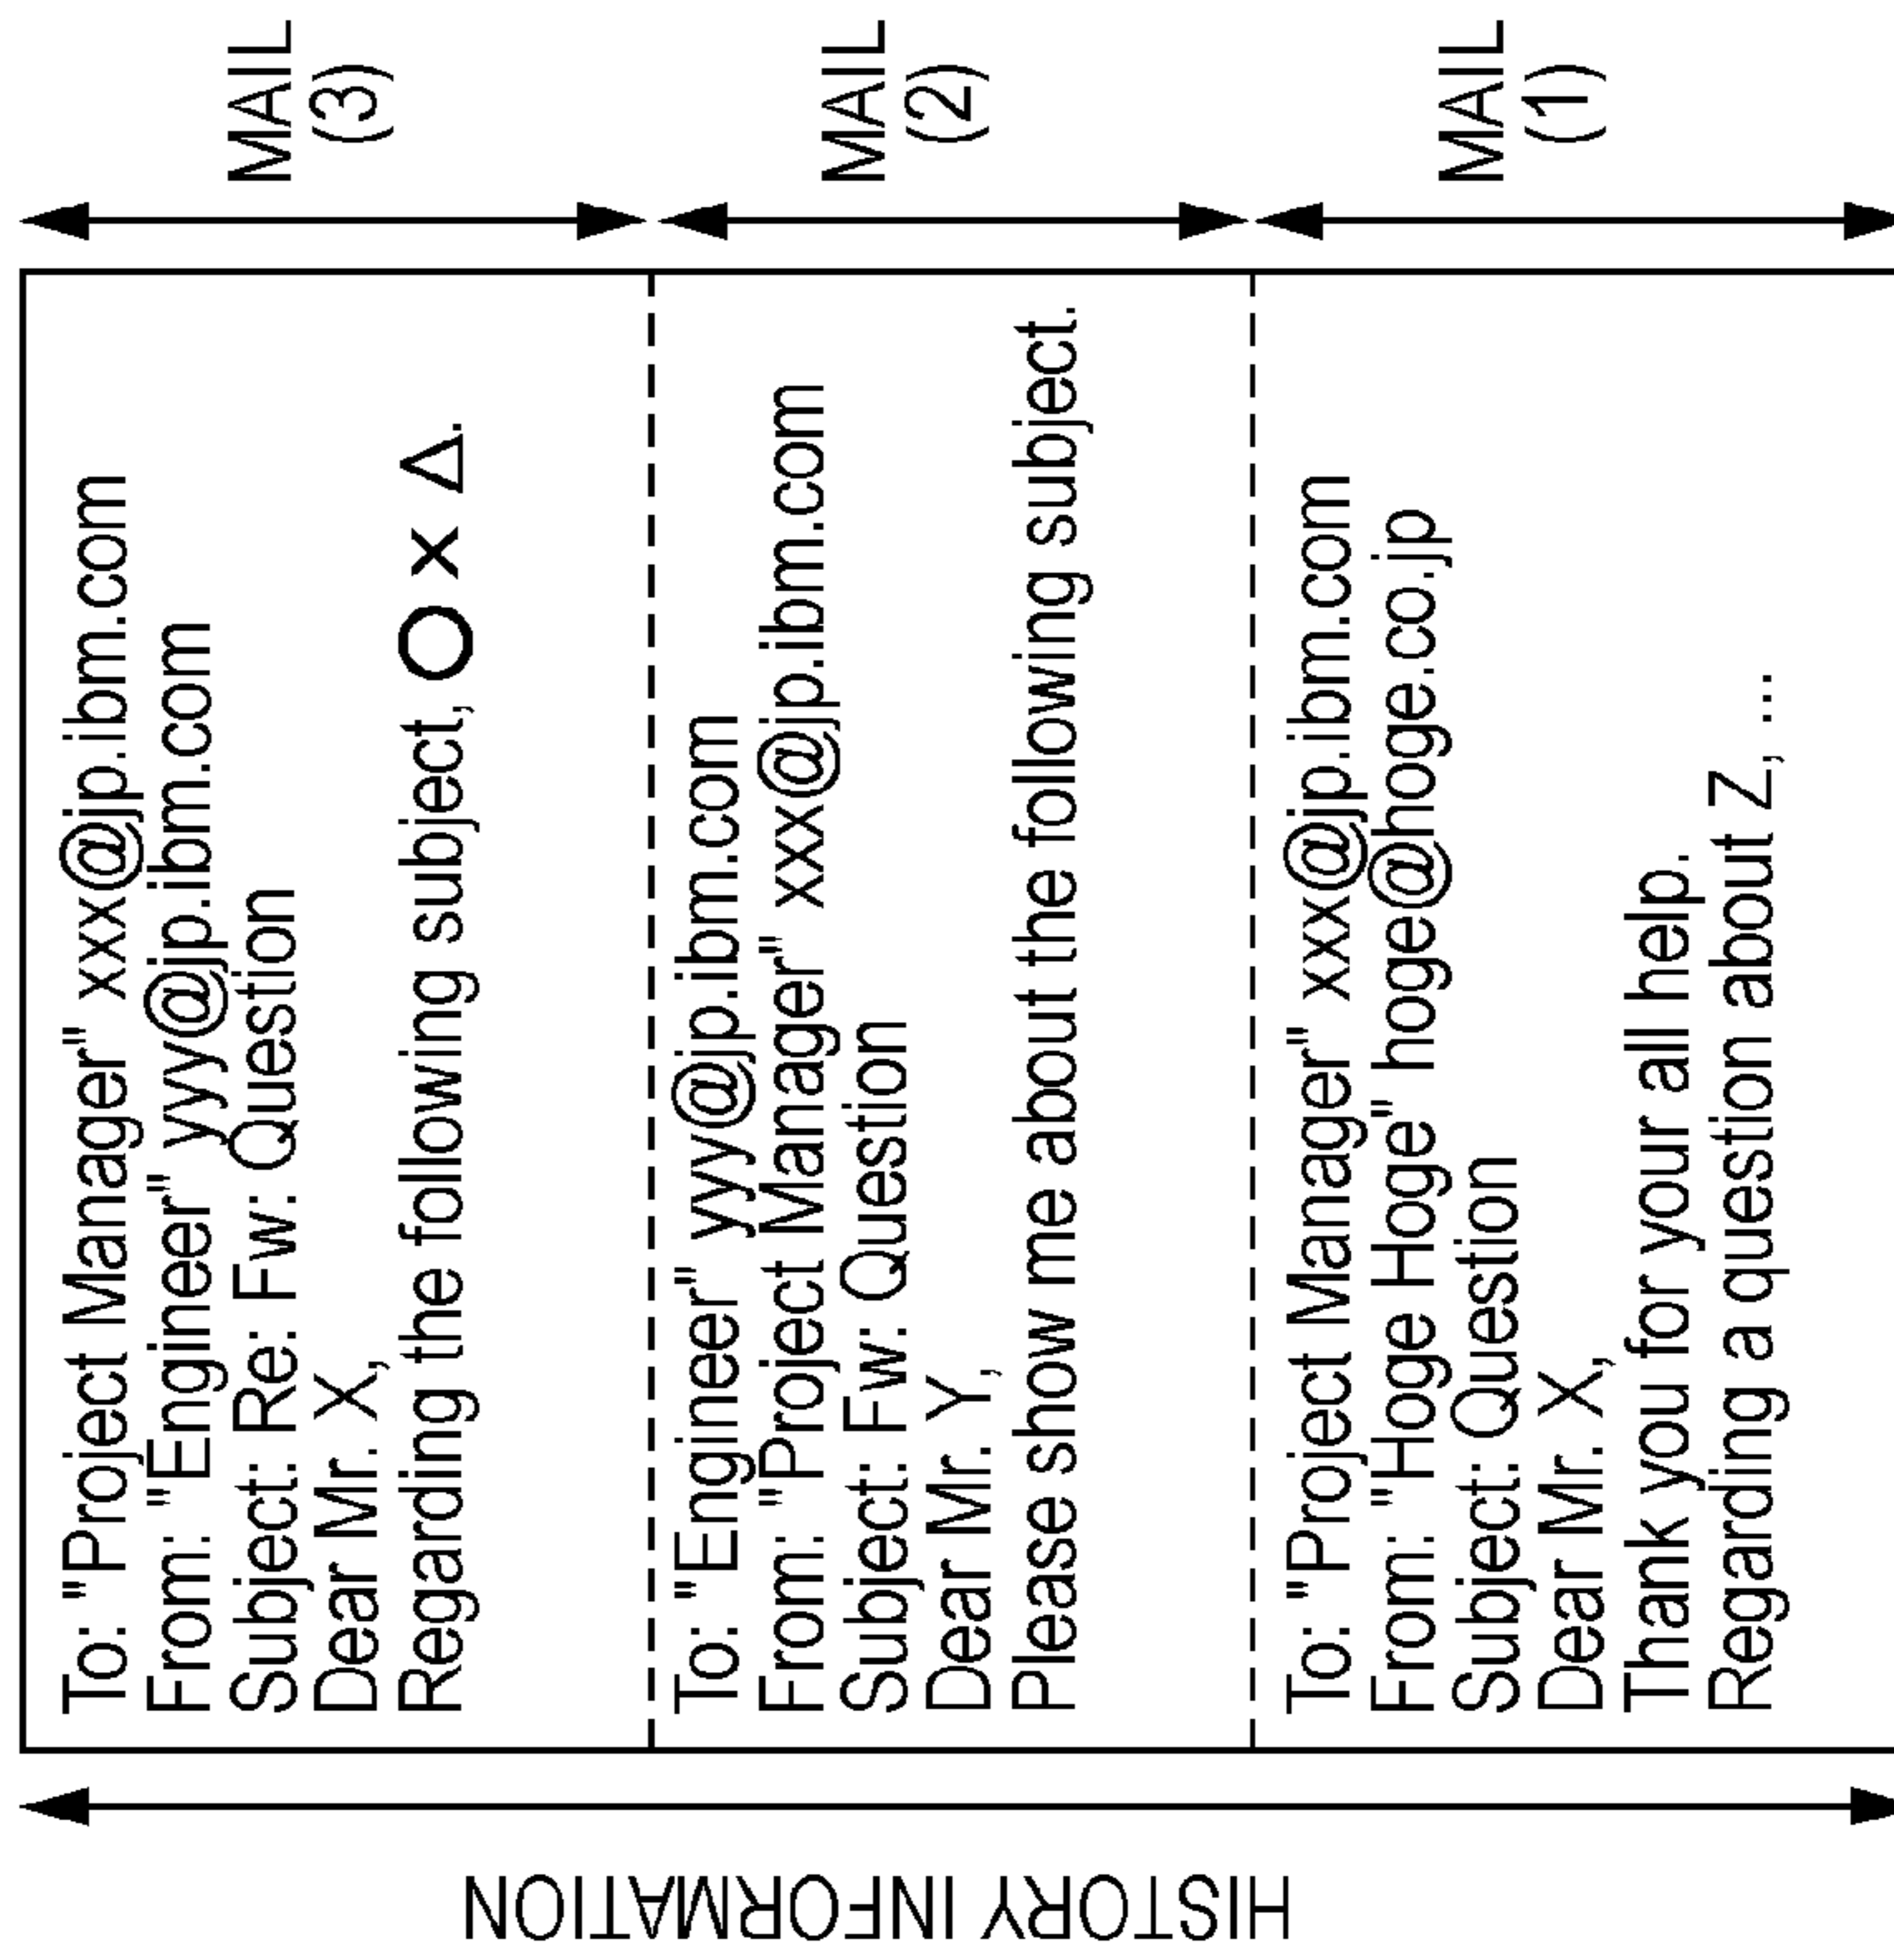 HISTORY INFORMATION
To: "Project Manager" xxx@jp.ibm.com
From: "Engineer" yyy@jp.ibm.com
Subject: Re: Fw: Question
Dear Mr. X,
Regarding the following subject, ○ × △.
MAIL
(3)
To: "Engineer" yyy@jp.ibm.com
From: "Project Manager" xxx@jp.ibm.com
Subject: Fw: Question
Dear Mr. Y,
Please show me about the following subject.
MAIL
(2)
To: "Project Manager" xxx@jp.ibm.com
From: "Hoge Hoge" hoge@hoge.co.jp
Subject: Question
Dear Mr. X,
Thank you for your all help.
Regarding a question about Z, ...
MAIL
(1)